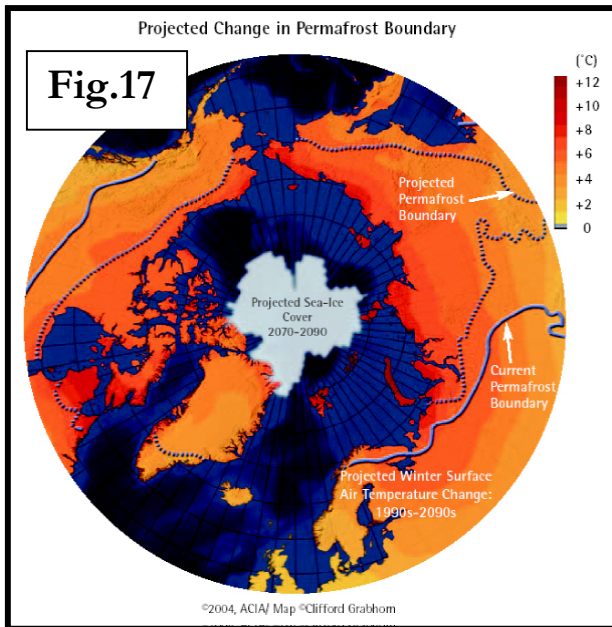 Projected Change in Permafrost Boundary
Fig.17
(°C)
+12
+10
+8
+6
+4
+2
0
Projected
Permafrost
Boundary
Projected Sea-Ice
Cover
2070-2090
Current
Permafrost
Boundary
Projected Winter Surface
Air Temperature Change:
1990s-2090s
©2004, ACIA/ Map ©Clifford Grabhorn